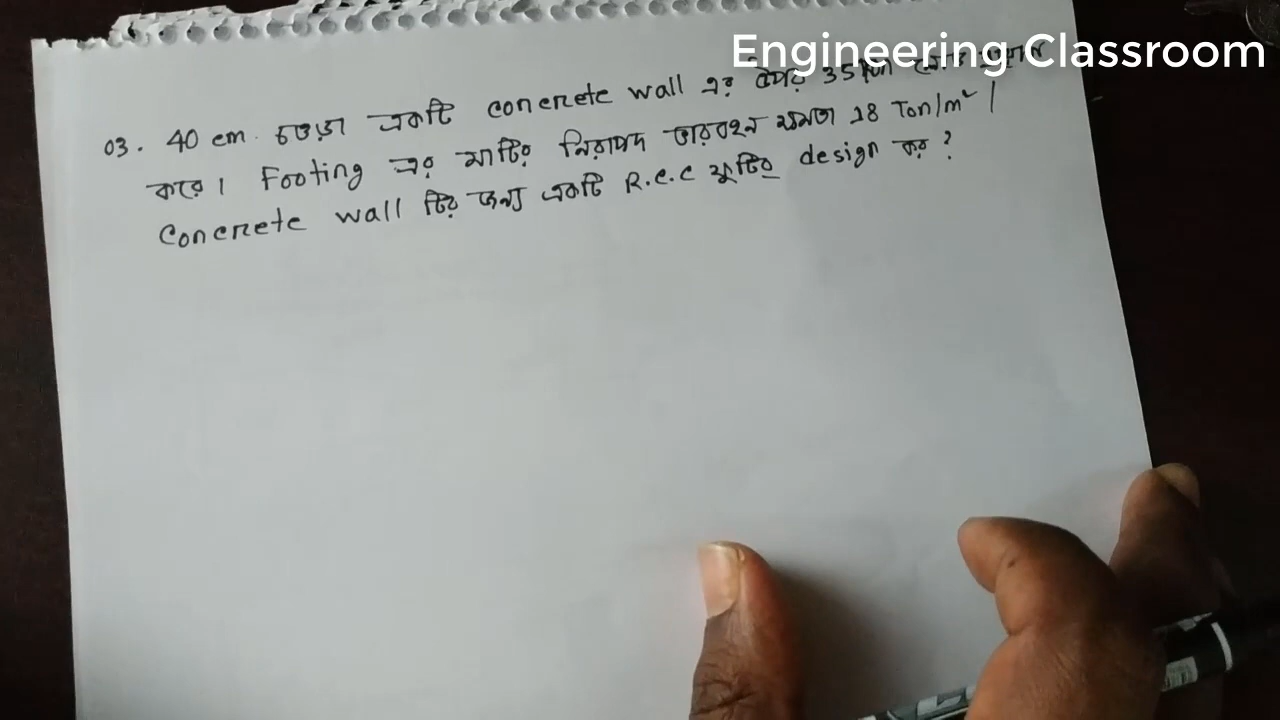 Engineering Classroom
03. 40 cm. চওড়া একটি concrete wall এর উপর 35
করে। Footing এর মাটির নিরাপদ ভারবহন ক্ষমতা 18 Ton/m² |
Concrete wall টির জন্য একটি R.C.C ফুটিং design কর ?